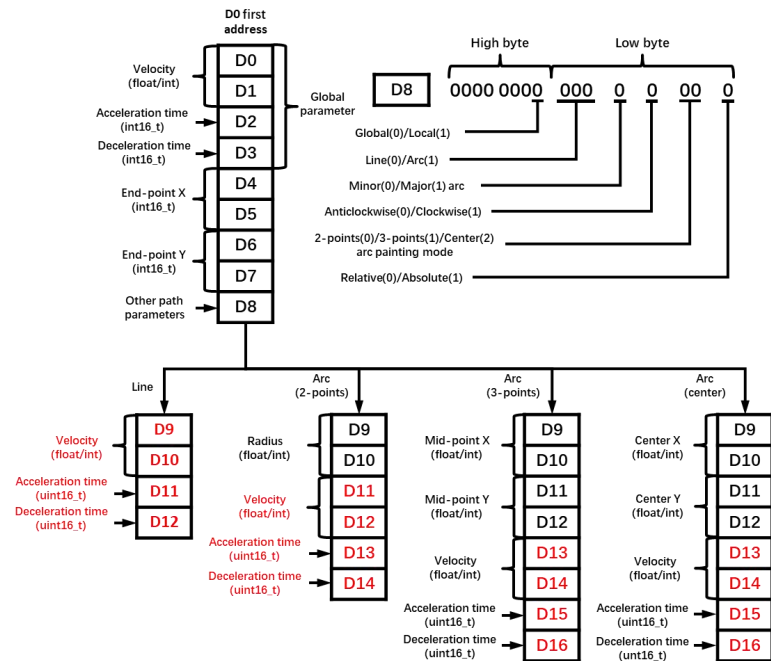 D0 first
address
D0
D1
D2
D3
D4
D5
D6
D7
D8
Velocity
(float/int)
Acceleration time
(int16_t)
Deceleration time
(int16_t)
End-point X
(int16_t)
End-point Y
(int16_t)
Other path
parameters
Global
parameter
High byte
Low byte
D8
0000 0000 000 0 0 00 0
Global(0)/Local(1)
Line(0)/Arc(1)
Minor(0)/Major(1) arc
Anticlockwise(0)/Clockwise(1)
2-points(0)/3-points(1)/Center(2)
arc painting mode
Relative(0)/Absolute(1)
Line
Velocity
(float/int)
Acceleration time
(uint16_t)
Deceleration time
(uint16_t)
D9
D10
D11
D12
Arc
(2-points)
Radius
(float/int)
Velocity
(float/int)
Acceleration time
(uint16_t)
Deceleration time
(uint16_t)
D9
D10
D11
D12
D13
D14
Arc
(3-points)
Mid-point X
(float/int)
Mid-point Y
(float/int)
Velocity
(float/int)
Acceleration time
(uint16_t)
Deceleration time
(uint16_t)
D9
D10
D11
D12
D13
D14
D15
D16
Arc
(center)
Center X
(float/int)
Center Y
(float/int)
Velocity
(float/int)
Acceleration time
(uint16_t)
Deceleration time
(unt16_t)
D9
D10
D11
D12
D13
D14
D15
D16